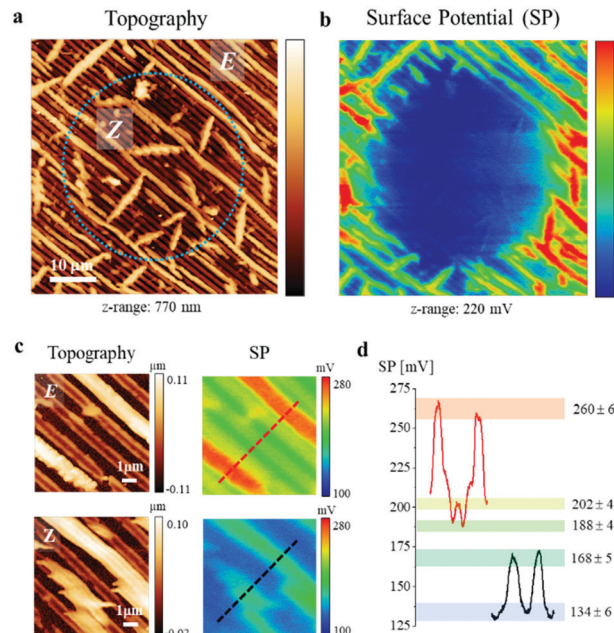 a
Topography
E
Z
10 μm
z-range: 770 nm
b
Surface Potential (SP)
z-range: 220 mV
c
Topography
μm
E
0.11
-0.11
1μm
SP
mV
280
100
Z
0.10
1μm
mV
280
100
d
SP [mV]
275
250
225
200
175
150
125
260 ± 6
202 ± 4
188 ± 4
168 ± 5
134 ± 6